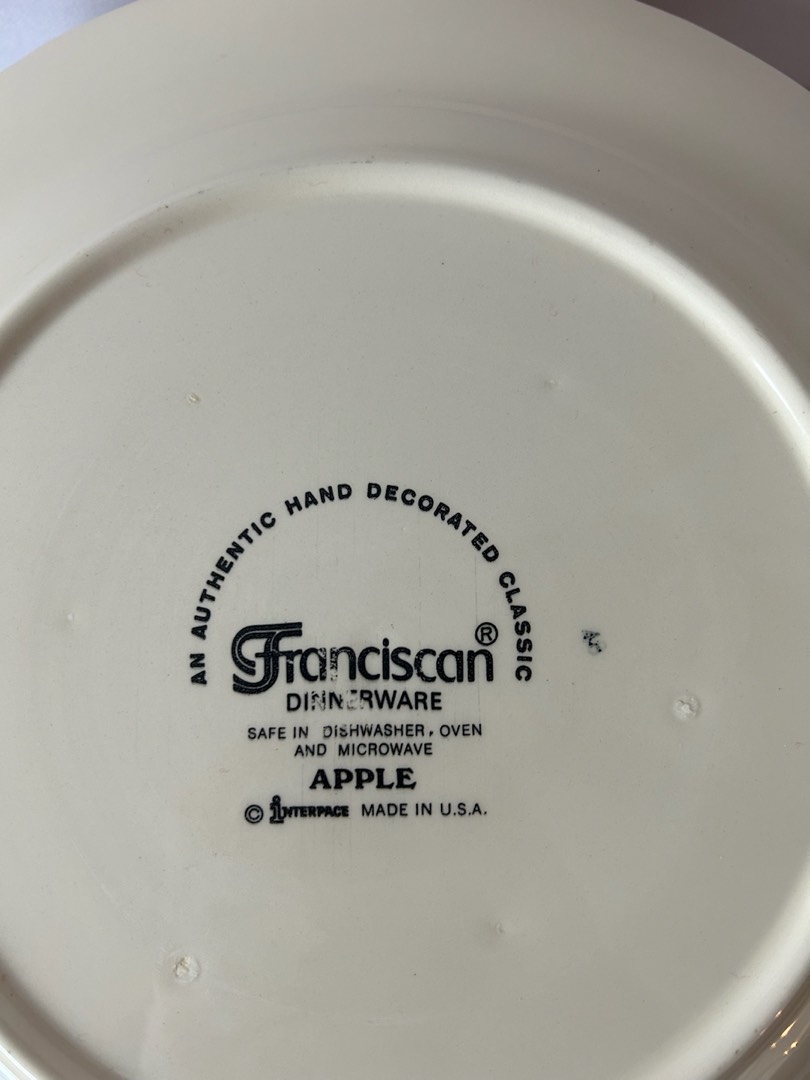 AN AUTHENTIC HAND DECORATED CLASSIC
Franciscan®
DINNERWARE
SAFE IN DISHWASHER, OVEN
AND MICROWAVE
APPLE
© INTERPACE MADE IN U.S.A.